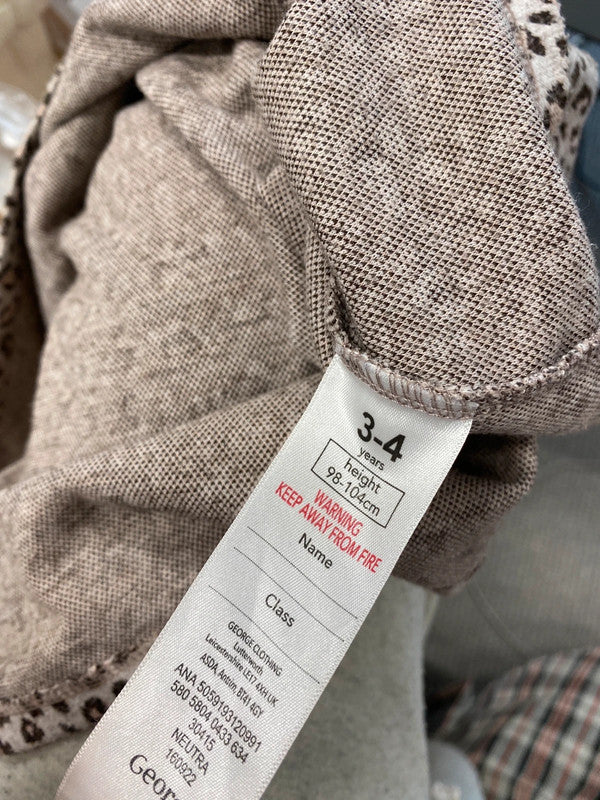 3-4
years
height
98-104cm
WARNING
KEEP AWAY FROM FIRE
Name
Class
GEORGE CLOTHING
Lutterworth
Leicestershire LE17 4XH UK
ASDA Antrim, BT41 4GY
ANA 5059193120991
580 5804 0433 634
30415
NEUTRA
160922
Georg